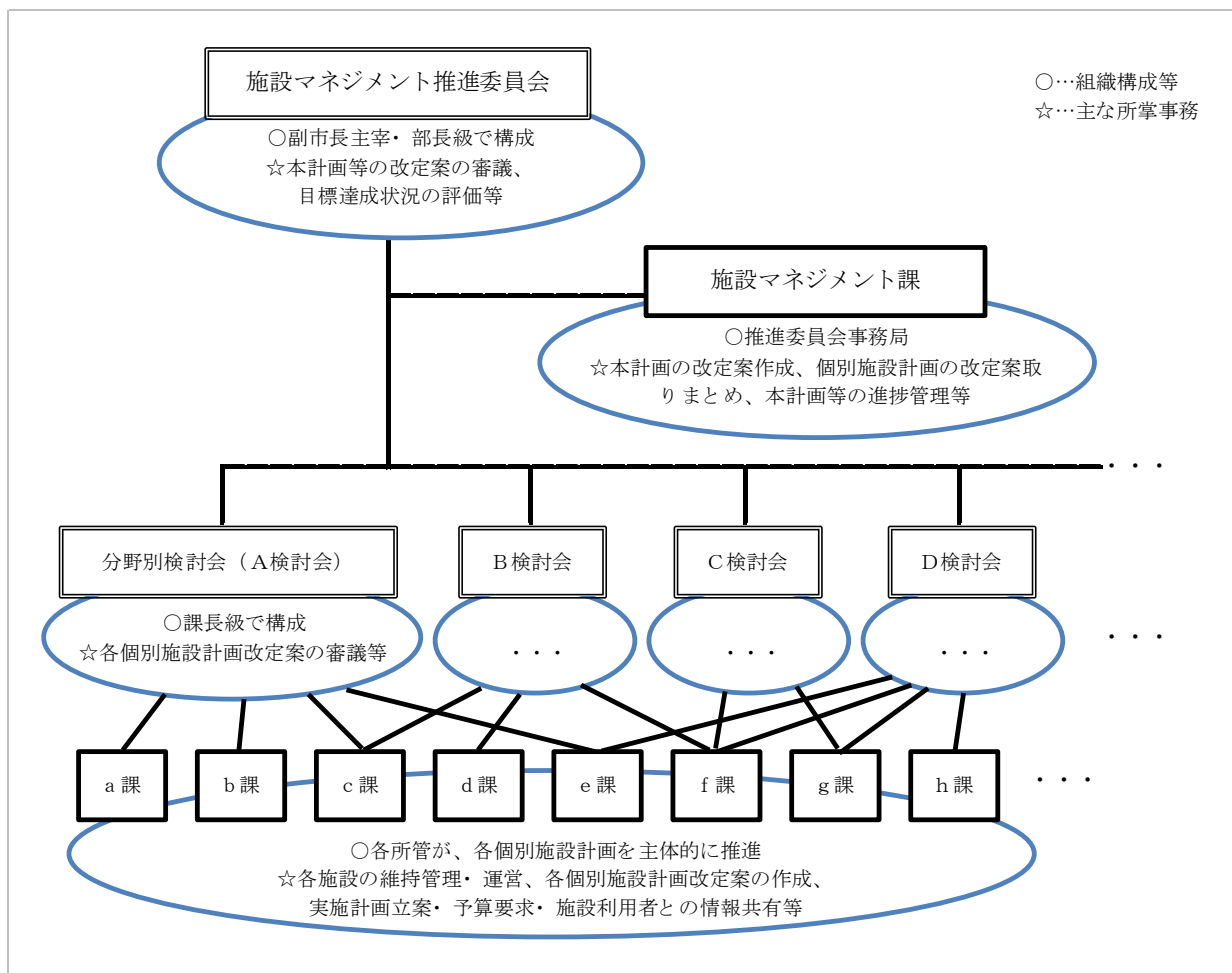 施設マネジメント推進委員会
○…組織構成等
☆…主な所掌事務
○副市長主宰・部長級で構成
☆本計画等の改定案の審議、
目標達成状況の評価等
施設マネジメント課
○推進委員会事務局
☆本計画の改定案作成、個別施設計画の改定案取
りまとめ、本計画等の進捗管理等
・・・
分野別検討会（Ａ検討会）
Ｂ検討会
Ｃ検討会
Ｄ検討会
○課長級で構成
☆各個別施設計画改定案の審議等
・・・
・・・
・・・
・・・
ａ課
ｂ課
ｃ課
ｄ課
ｅ課
ｆ課
ｇ課
ｈ課
・・・
○各所管が、各個別施設計画を主体的に推進
☆各施設の維持管理・運営、各個別施設計画改定案の作成、
実施計画立案・予算要求・施設利用者との情報共有等